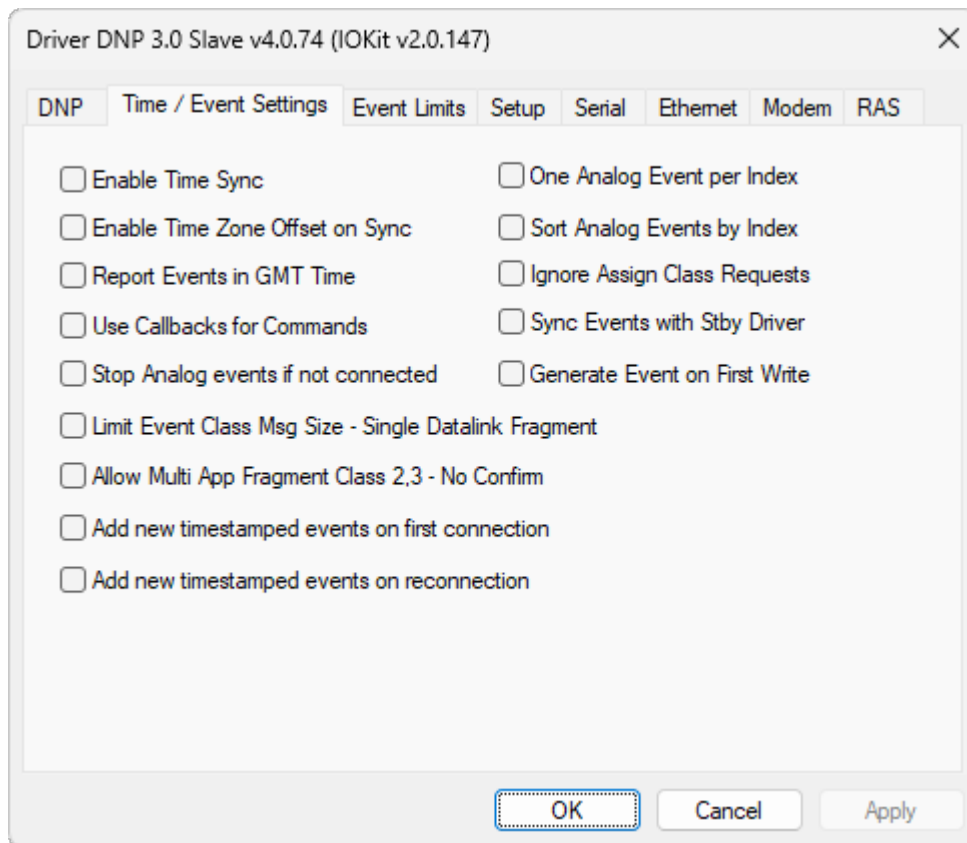 Driver DNP 3.0 Slave v4.0.74 (IOKit v2.0.147)
DNP Time / Event Settings Event Limits Setup Serial Ethernet Modem RAS
Enable Time Sync
One Analog Event per Index
Enable Time Zone Offset on Sync
Sort Analog Events by Index
Report Events in GMT Time
Ignore Assign Class Requests
Use Callbacks for Commands
Sync Events with Stby Driver
Stop Analog events if not connected
Generate Event on First Write
Limit Event Class Msg Size - Single Datalink Fragment
Allow Multi App Fragment Class 2,3 - No Confirm
Add new timestamped events on first connection
Add new timestamped events on reconnection
OK Cancel Apply